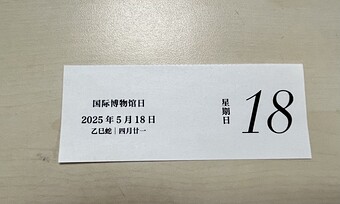 国际博物馆日
2025 年 5 月 18 日
乙巳蛇｜四月廿一
星期日
18